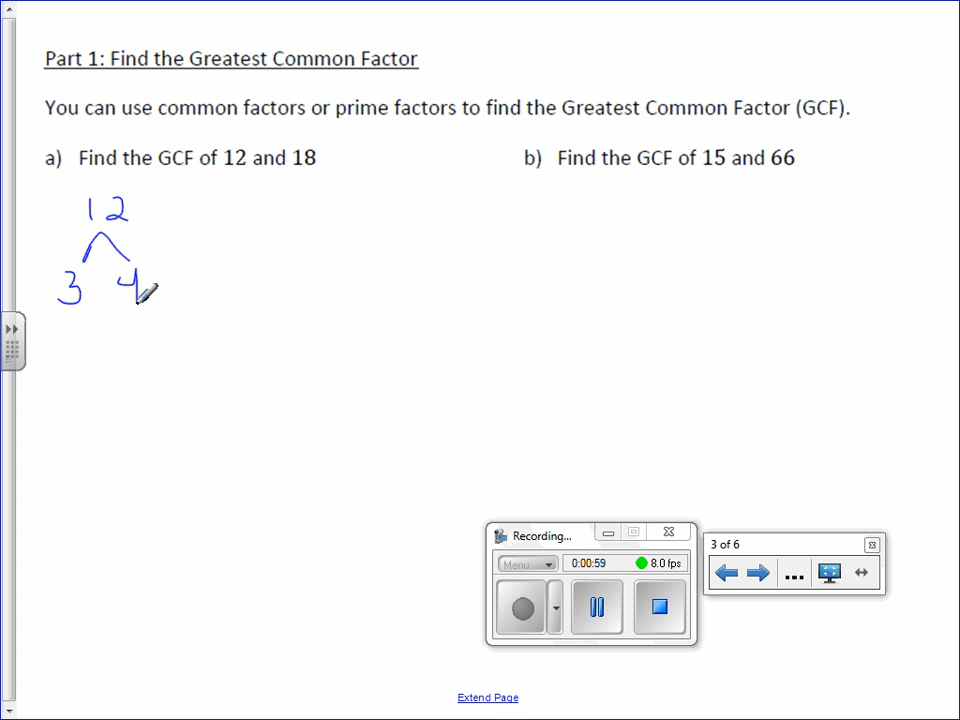 Part 1: Find the Greatest Common Factor
You can use common factors or prime factors to find the Greatest Common Factor (GCF).
a) Find the GCF of 12 and 18
b) Find the GCF of 15 and 66
12
3 4
Recording...
Menu
0:00:59
8.0 fps
3 of 6
...
Extend Page